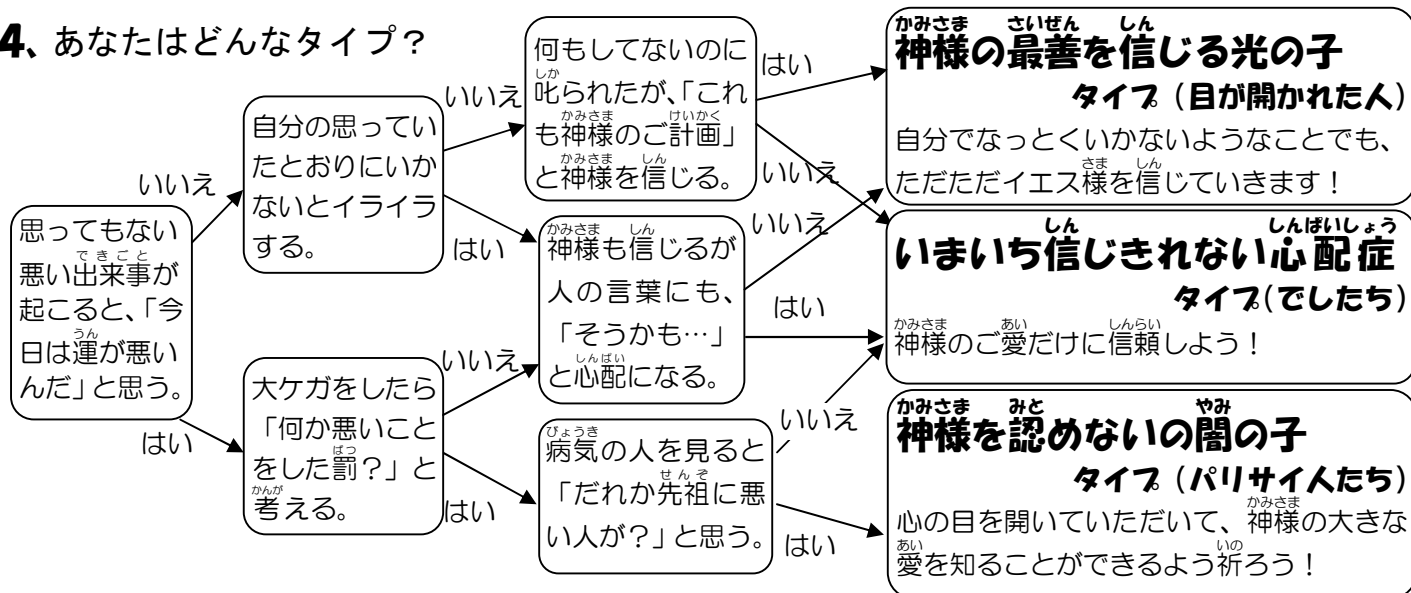 4、あなたはどんなタイプ?
思ってもない
悪い出来事が
起こると、「今
日は運が悪い
んだ」と思う。
いいえ
はい
自分の思ってい
たとおりにいか
ないとイライラ
する。
いいえ
はい
大ケガをしたら
「何か悪いこと
をした罰?」と
考える。
いいえ
はい
何もしてないのに
叱られたが、「これ
も神様のご計画」
と神様を信じる。
はい
いいえ
神様も信じるが
人の言葉にも、
「そうかも…」
と心配になる。
いいえ
はい
病気の人を見ると
「だれか先祖に悪
い人が?」と思う。
いいえ
はい
神様の最善を信じる光の子
タイプ(目が開かれた人)
自分でなっとくいかないようなことでも、
ただただイエス様を信じていきます!
いまいち信じきれない心配症
タイプ(でしたち)
神様のご愛だけに信頼しよう!
神様を認めないの闇の子
タイプ(パリサイ人たち)
心の目を開いていただいて、神様の大きな
愛を知ることができるよう祈ろう!